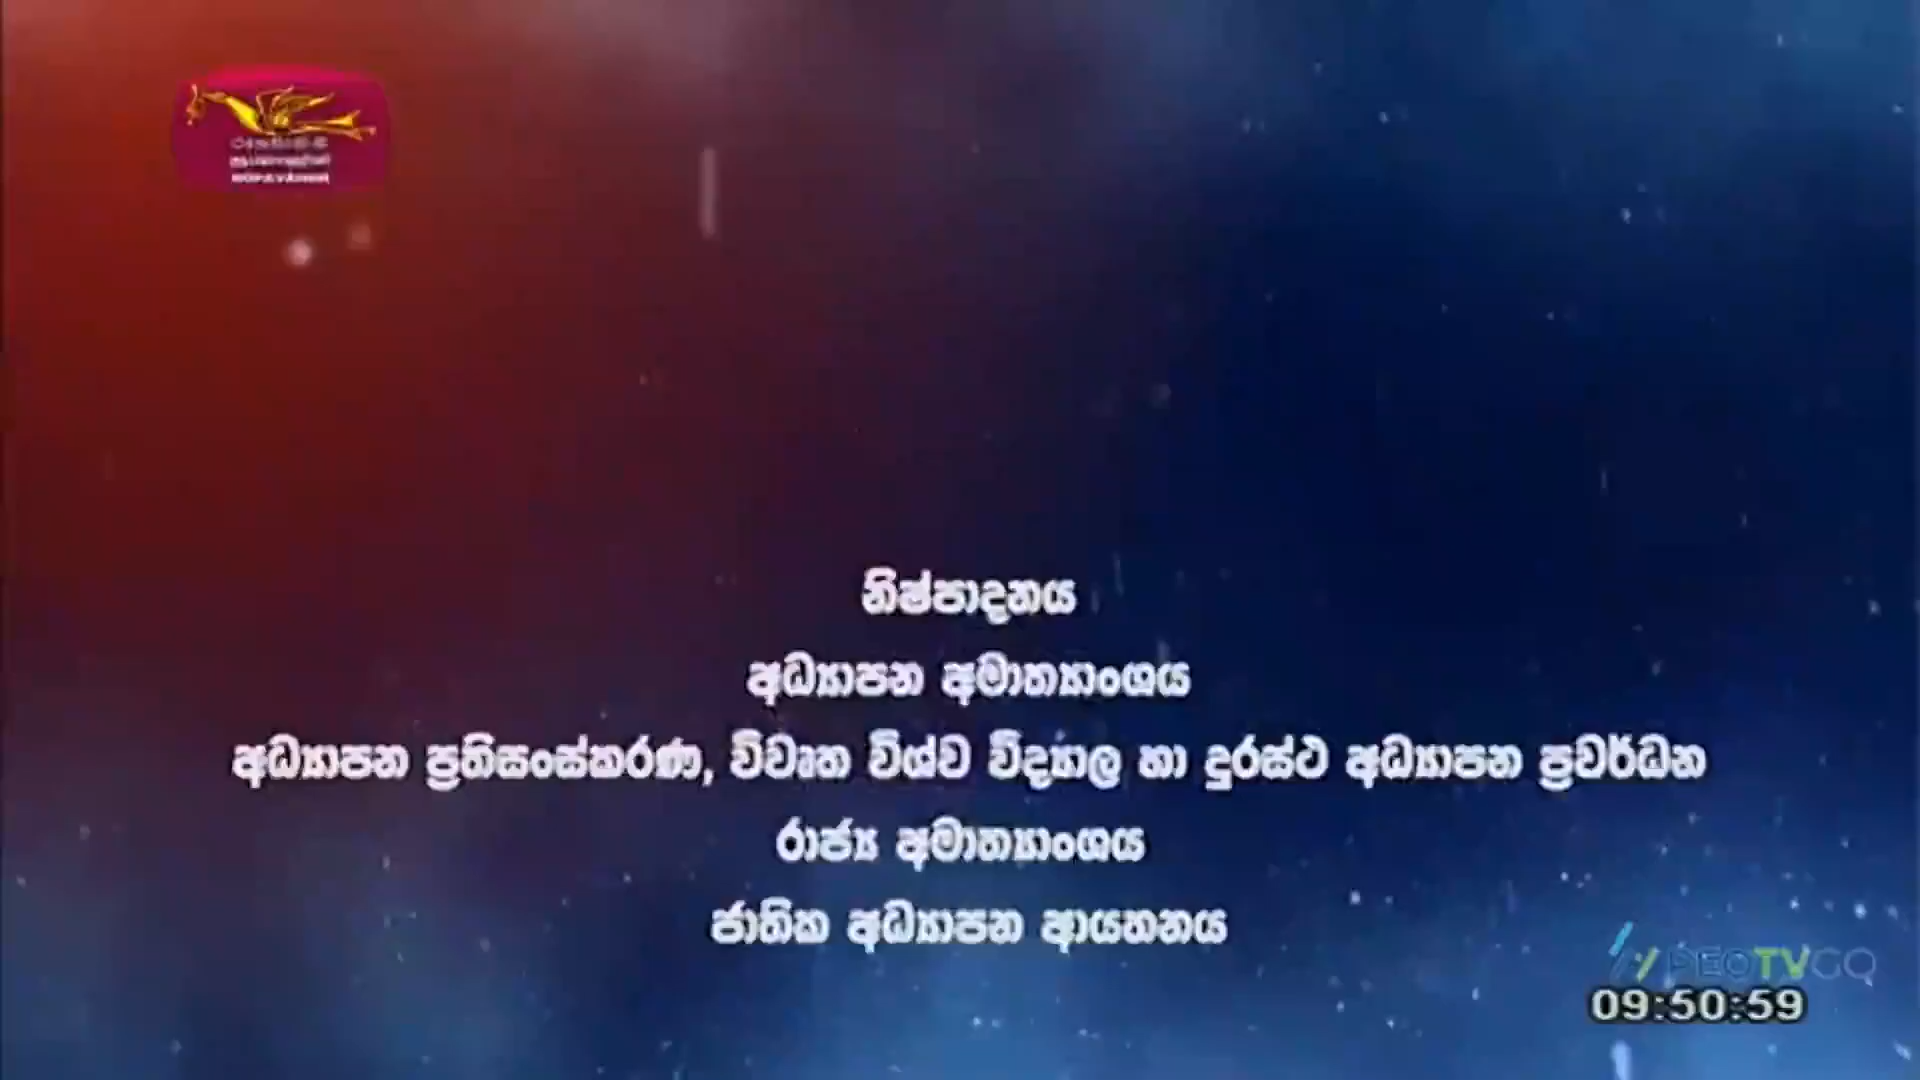 නිෂ්පාදනය
අධ්‍යාපන අමාත්‍යාංශය
අධ්‍යාපන ප්‍රතිසංස්කරණ, විවෘත විශ්ව විද්‍යාල හා දුරස්ථ අධ්‍යාපන ප්‍රවර්ධන
රාජ්‍ය අමාත්‍යාංශය
ජාතික අධ්‍යාපන ආයතනය
PEOTVGO
09:50:59